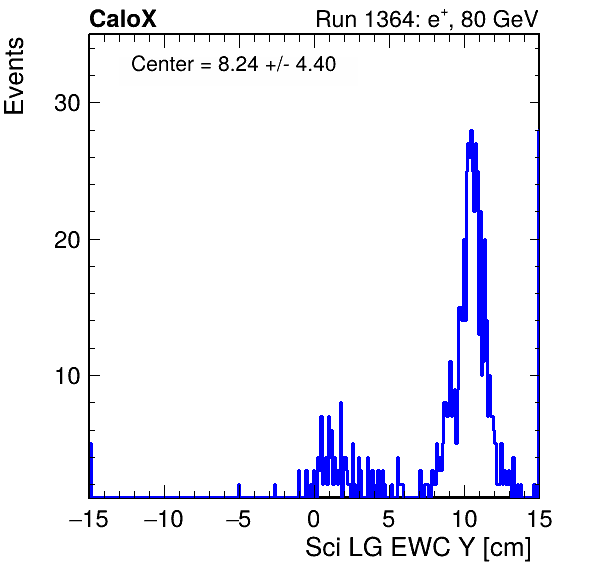 CaloX
Run 1364: e+, 80 GeV
Center = 8.24 +/- 4.40
Events
30
20
10
−15 −10 −5 0 5 10 15
Sci LG EWC Y [cm]